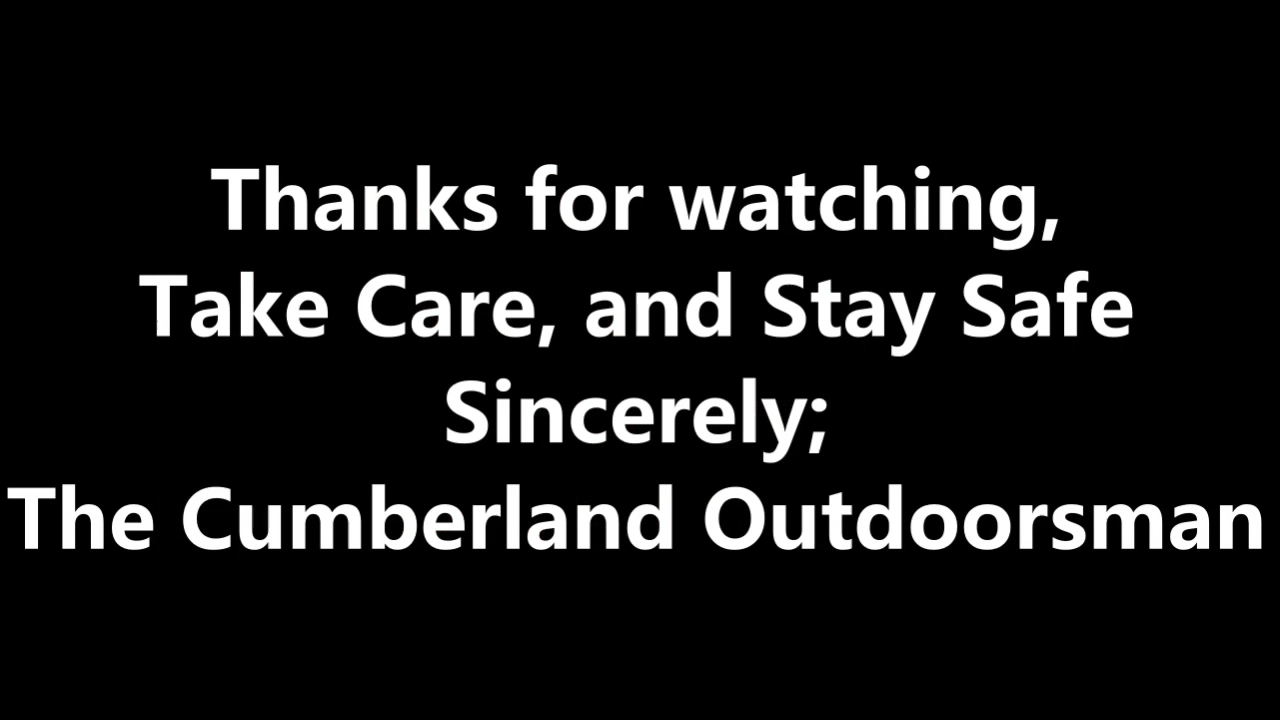 Thanks for watching,
Take Care, and Stay Safe
Sincerely;
The Cumberland Outdoorsman